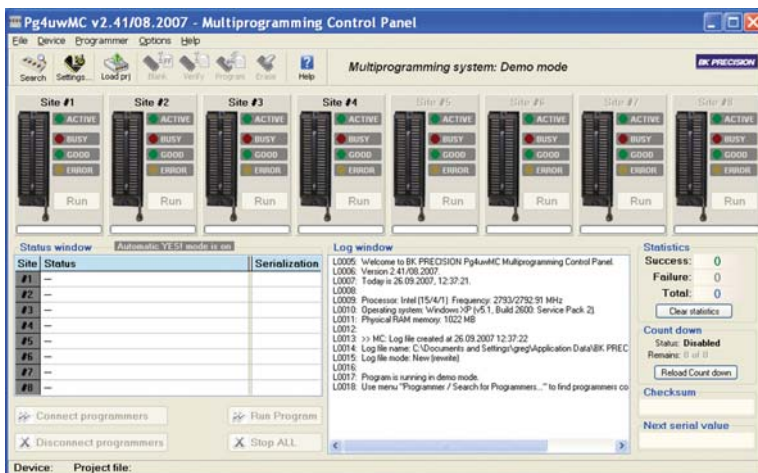 Pg4uwMC v2.41/08.2007 - Multiprogramming Control Panel
File Device Programmer Options Help
Search Settings... Load prj Blank Verify Program Erase Help
Multiprogramming system: Demo mode
BK PRECISION
Site #1 Site #2 Site #3 Site #4 Site #5 Site #6 Site #7 Site #8
ACTIVE ACTIVE ACTIVE ACTIVE ACTIVE ACTIVE ACTIVE ACTIVE
BUSY BUSY BUSY BUSY BUSY BUSY BUSY BUSY
GOOD GOOD GOOD GOOD GOOD GOOD GOOD GOOD
ERROR ERROR ERROR ERROR ERROR ERROR ERROR ERROR
Run Run Run Run Run Run Run Run
Status window Automatic YES! mode is on
Site Status Serialization
#1 –
#2 –
#3 –
#4 –
#5 –
#6 –
#7 –
#8 –
Connect programmers Run Program
Disconnect programmers Stop ALL
Log window
L0005: Welcome to BK PRECISION Pg4uwMC Multiprogramming Control Panel.
L0006: Version 2.41/08.2007.
L0007: Today is 26.09.2007, 12:37:21.
L0008:
L0009: Processor: Intel (15/4/1) Frequency: 2793/2792.91 MHz
L0010: Operating system: Windows XP (v5.1, Build 2600: Service Pack 2)
L0011: Physical RAM memory: 1022 MB
L0012:
L0013: >> MC: Log file created at 26.09.2007 12:37:22
L0014: Log file name: C:\Documents and Settings\greg\Application Data\BK PREC
L0015: Log file mode: New (rewrite)
L0016:
L0017: Program is running in demo mode.
L0018: Use menu "Programmer / Search for Programmers..." to find programmers co
Statistics
Success: 0
Failure: 0
Total: 0
Clear statistics
Count down
Status: Disabled
Remains: 0 of 0
Reload Count down
Checksum
Next serial value
Device: Project file: